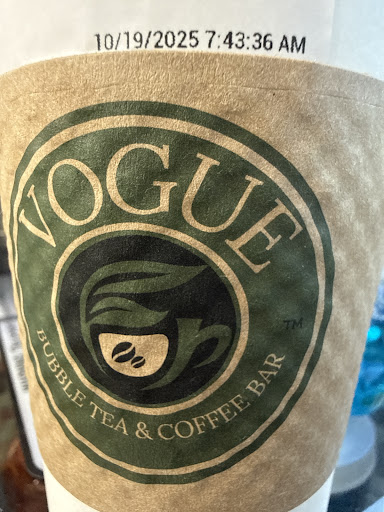 10/19/2025 7:43:36 AM
VOGUE
TM
BUBBLE TEA & COFFEE BAR